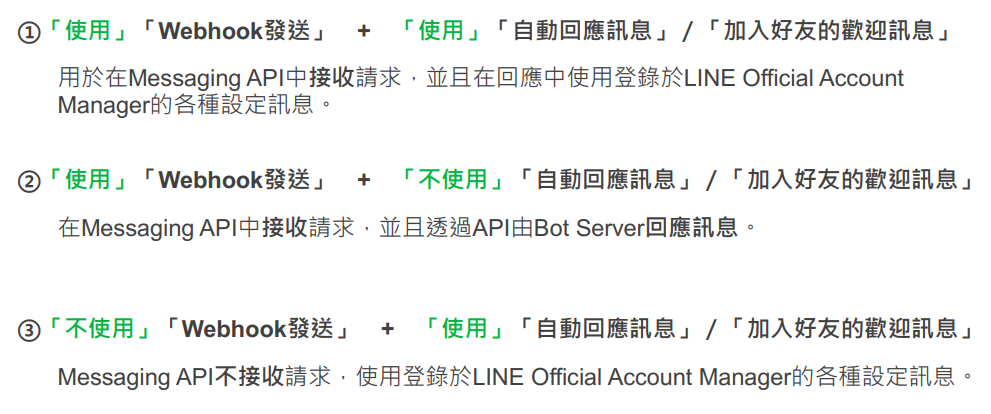 ①「使用」「Webhook發送」 + 「使用」「自動回應訊息」/「加入好友的歡迎訊息」
用於在Messaging API中接收請求，並且在回應中使用登錄於LINE Official Account
Manager的各種設定訊息。
②「使用」「Webhook發送」 + 「不使用」「自動回應訊息」/「加入好友的歡迎訊息」
在Messaging API中接收請求，並且透過API由Bot Server回應訊息。
③「不使用」「Webhook發送」 + 「使用」「自動回應訊息」/「加入好友的歡迎訊息」
Messaging API不接收請求，使用登錄於LINE Official Account Manager的各種設定訊息。